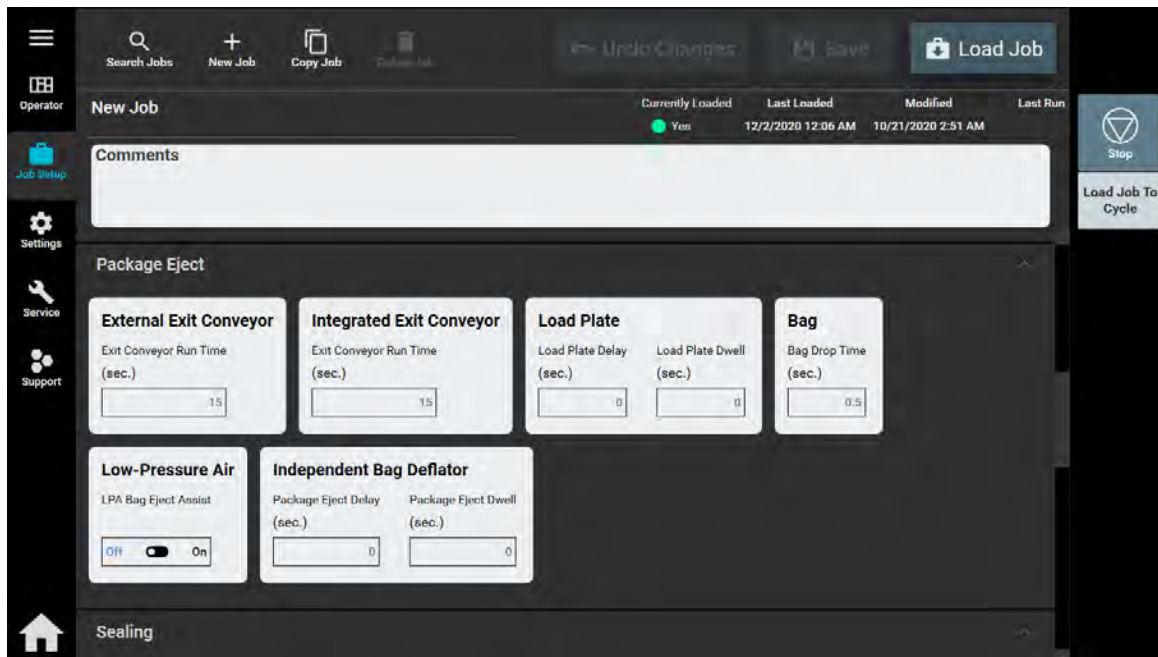 Search Jobs
New Job
Copy Job
Delete Job
Undo Changes
Save
Load Job
Operator
New Job
Currently Loaded
Last Loaded
Modified
Last Run
Yes
12/2/2020 12:06 AM
10/21/2020 2:51 AM
Stop
Job Setup
Comments
Load Job To
Cycle
Settings
Package Eject
Service
External Exit Conveyor
Exit Conveyor Run Time
(sec.)
15
Integrated Exit Conveyor
Exit Conveyor Run Time
(sec.)
15
Load Plate
Load Plate Delay
(sec.)
0
Load Plate Dwell
(sec.)
0
Bag
Bag Drop Time
(sec.)
0.5
Support
Low-Pressure Air
LPA Bag Eject Assist
Off On
Independent Bag Deflator
Package Eject Delay
(sec.)
0
Package Eject Dwell
(sec.)
0
Sealing